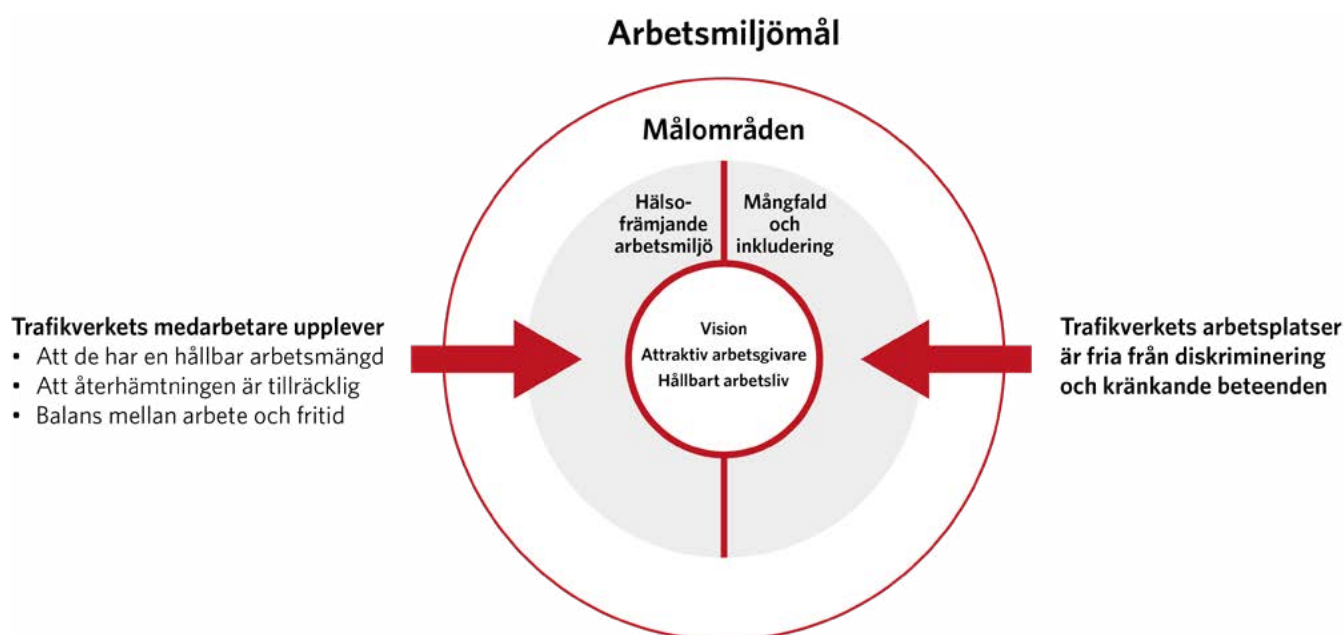 Arbetsmiljömål
Målområden
Hälso-
främjande
arbetsmiljö
Mångfald
och
inkludering
Vision
Attraktiv arbetsgivare
Hållbart arbetsliv
Trafikverkets medarbetare upplever
• Att de har en hållbar arbetsmängd
• Att återhämtningen är tillräcklig
• Balans mellan arbete och fritid
Trafikverkets arbetsplatser
är fria från diskriminering
och kränkande beteenden